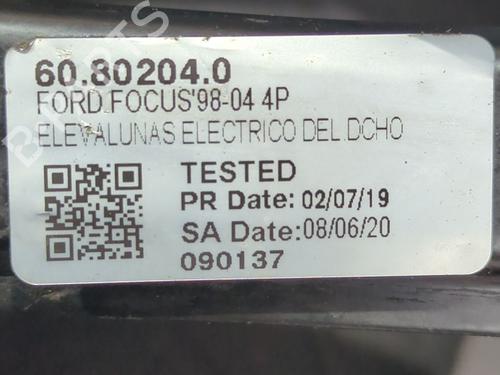 60.80204.0
FORD FOCUS'98-04 4P
ELEVALUNAS ELECTRICO DEL.DCHO
TESTED
PR Date: 02/07/19
SA Date: 08/06/20
090137